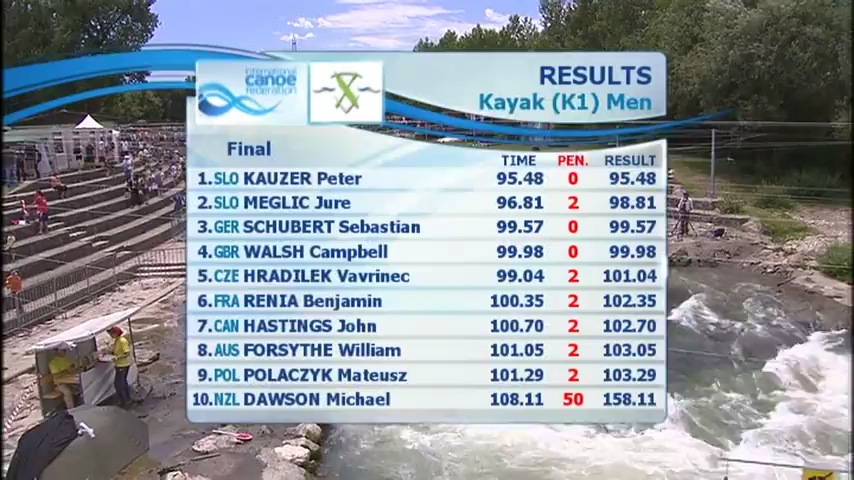 international
canoe
federation
RESULTS
Kayak (K1) Men
Final
TIME PEN. RESULT
1. SLO KAUZER Peter 95.48 0 95.48
2. SLO MEGLIC Jure 96.81 2 98.81
3. GER SCHUBERT Sebastian 99.57 0 99.57
4. GBR WALSH Campbell 99.98 0 99.98
5. CZE HRADILEK Vavrinec 99.04 2 101.04
6. FRA RENIA Benjamin 100.35 2 102.35
7. CAN HASTINGS John 100.70 2 102.70
8. AUS FORSYTHE William 101.05 2 103.05
9. POL POLACZYK Mateusz 101.29 2 103.29
10. NZL DAWSON Michael 108.11 50 158.11